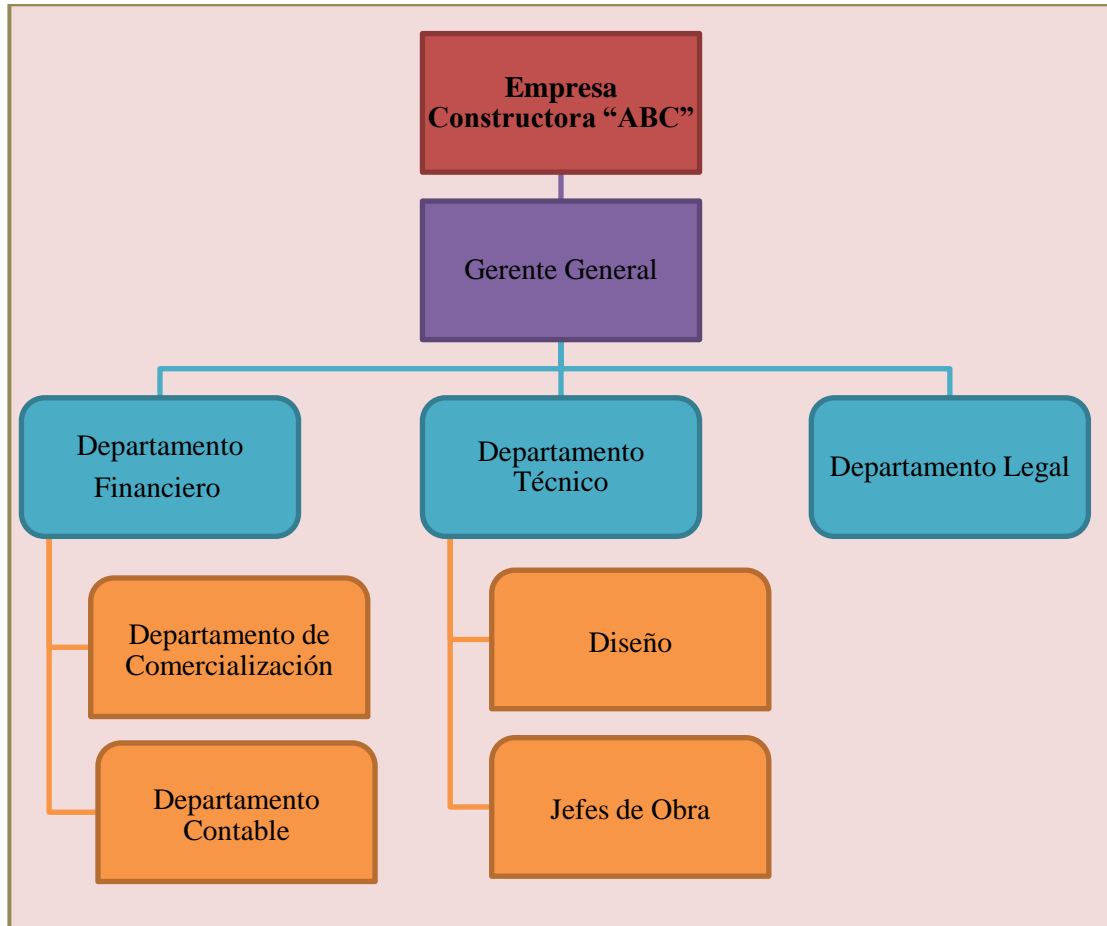 Empresa
Constructora “ABC”
Gerente General
Departamento
Financiero
Departamento
Técnico
Departamento Legal
Departamento de
Comercialización
Diseño
Departamento
Contable
Jefes de Obra